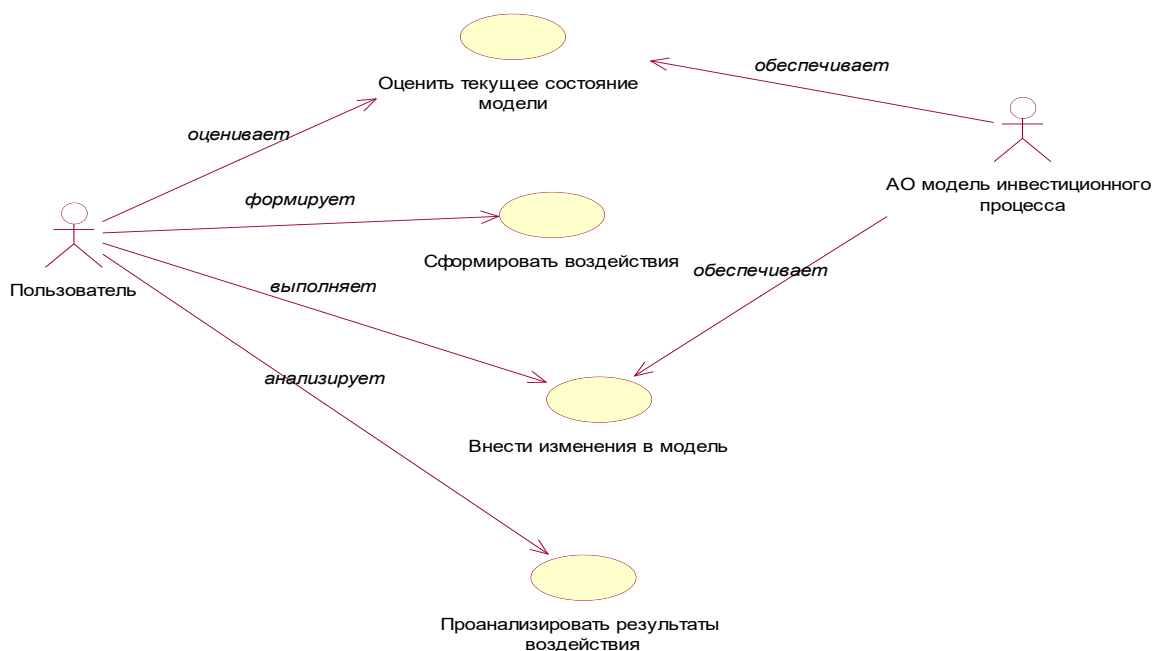 обеспечивает
Оценить текущее состояние
модели
оценивает
АО модель инвестиционного
процесса
формирует
Сформировать воздействия
обеспечивает
Пользователь
выполняет
анализирует
Внести изменения в модель
Проанализировать результаты
воздействия